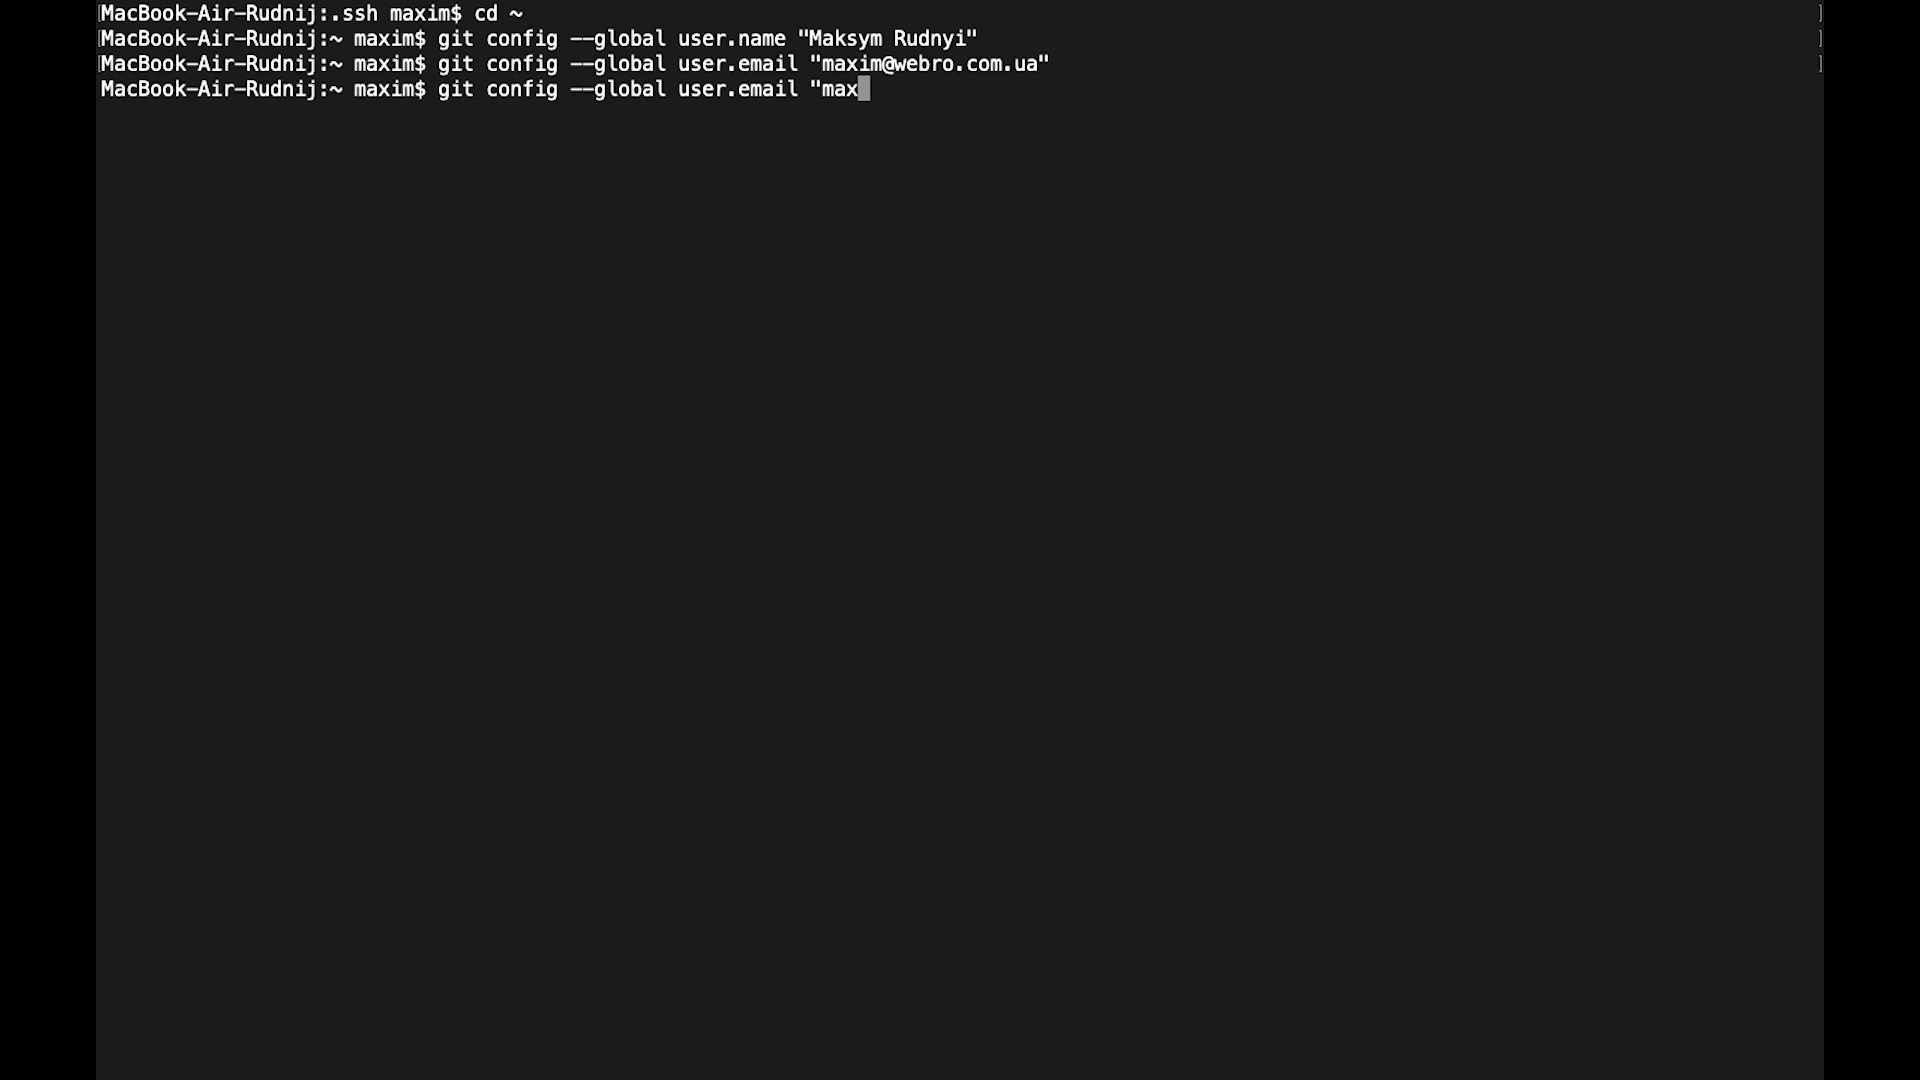 [MacBook-Air-Rudnij:.ssh maxim$ cd ~ ]
[MacBook-Air-Rudnij:~ maxim$ git config --global user.name "Maksym Rudnyi" ]
[MacBook-Air-Rudnij:~ maxim$ git config --global user.email "maxim@webro.com.ua" ]
MacBook-Air-Rudnij:~ maxim$ git config --global user.email "max